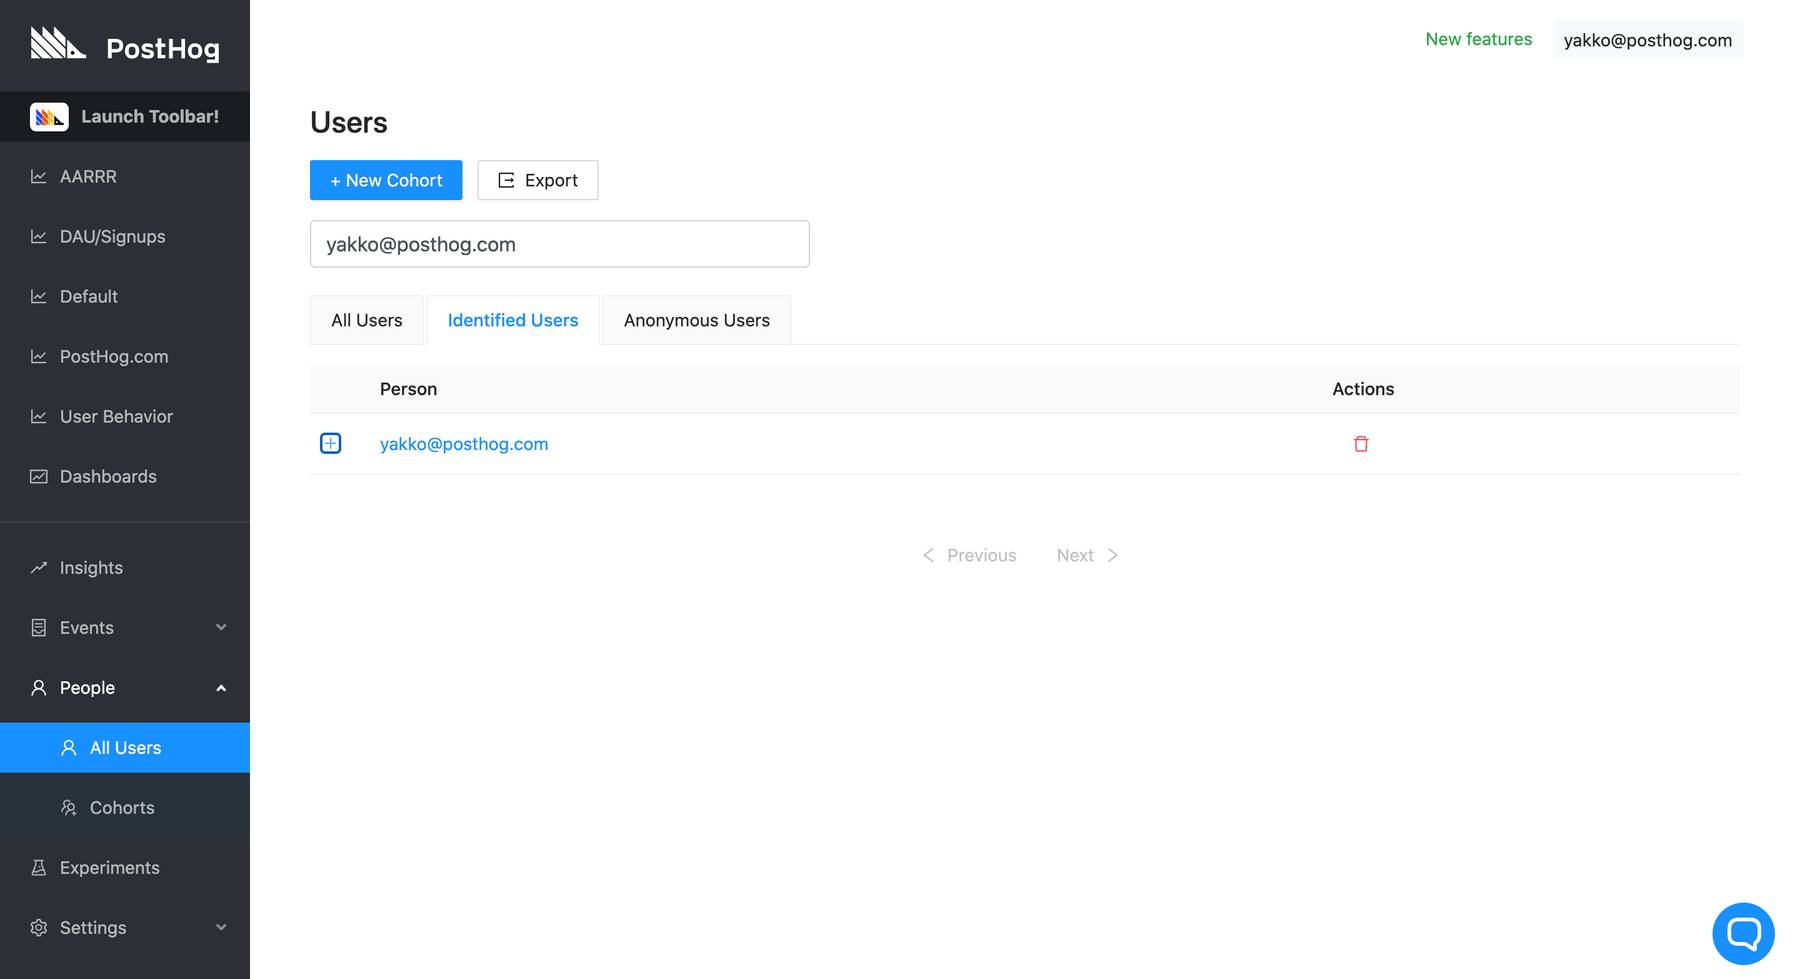 PostHog
Launch Toolbar!
AARRR
DAU/Signups
Default
PostHog.com
User Behavior
Dashboards
Insights
Events
People
All Users
Cohorts
Experiments
Settings
New features
yakko@posthog.com
Users
+ New Cohort
Export
yakko@posthog.com
All Users
Identified Users
Anonymous Users
Person Actions
yakko@posthog.com
Previous Next